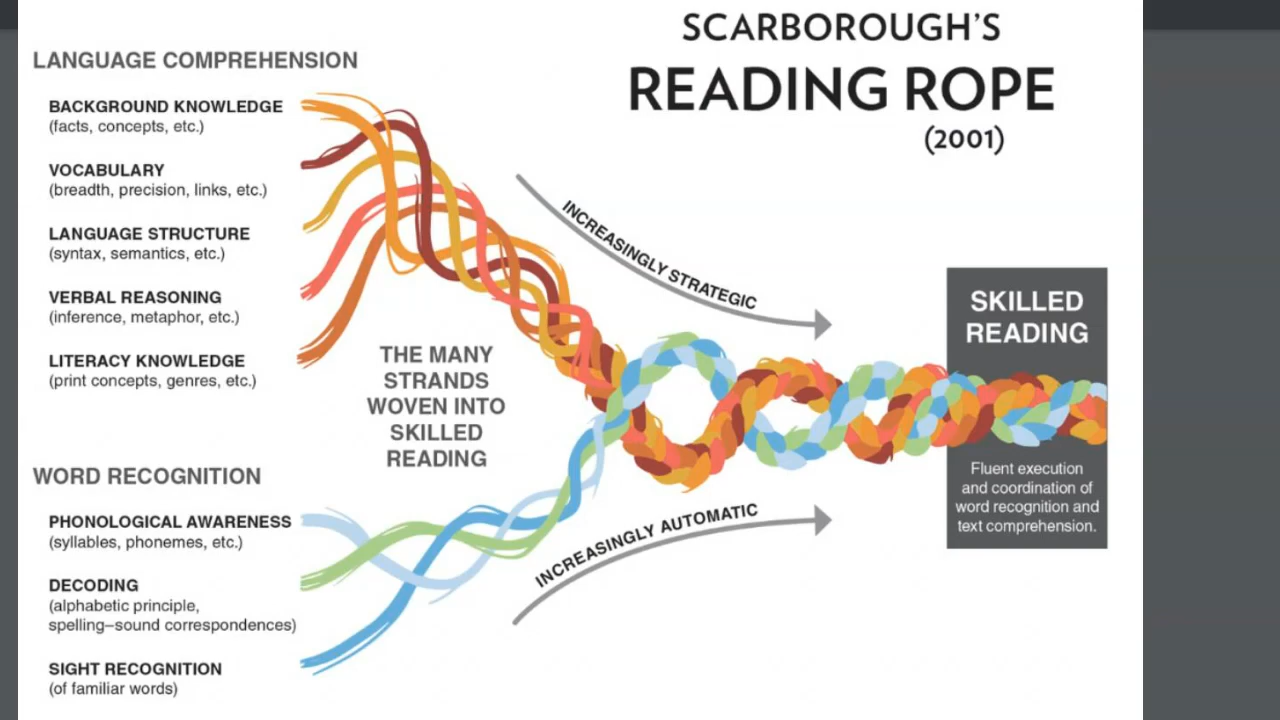 SCARBOROUGH'S
READING ROPE
(2001)
LANGUAGE COMPREHENSION
BACKGROUND KNOWLEDGE
(facts, concepts, etc.)
VOCABULARY
(breadth, precision, links, etc.)
LANGUAGE STRUCTURE
(syntax, semantics, etc.)
VERBAL REASONING
(inference, metaphor, etc.)
LITERACY KNOWLEDGE
(print concepts, genres, etc.)
WORD RECOGNITION
PHONOLOGICAL AWARENESS
(syllables, phonemes, etc.)
DECODING
(alphabetic principle,
spelling–sound correspondences)
SIGHT RECOGNITION
(of familiar words)
THE MANY
STRANDS
WOVEN INTO
SKILLED
READING
INCREASINGLY STRATEGIC
INCREASINGLY AUTOMATIC
SKILLED
READING
Fluent execution
and coordination of
word recognition and
text comprehension.